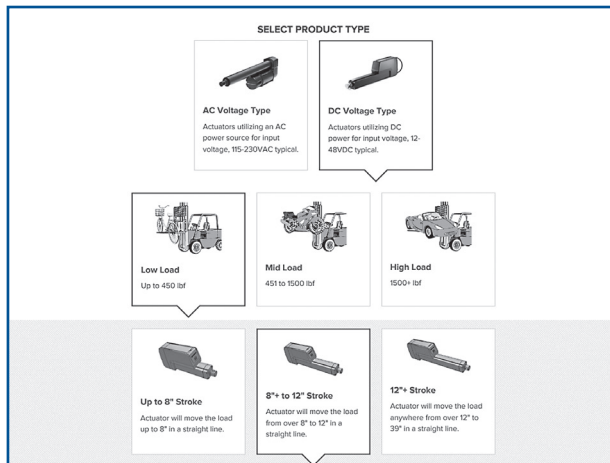 SELECT PRODUCT TYPE
AC Voltage Type
Actuators utilizing an AC
power source for input
voltage, 115-230VAC typical.
DC Voltage Type
Actuators utilizing DC
power for input voltage, 12-
48VDC typical.
Low Load
Up to 450 lbf
Mid Load
451 to 1500 lbf
High Load
1500+ lbf
Up to 8" Stroke
Actuator will move the load
up to 8" in a straight line.
8"+ to 12" Stroke
Actuator will move the load
from over 8" to 12" in a
straight line.
12"+ Stroke
Actuator will move the load
anywhere from over 12" to
39" in a straight line.